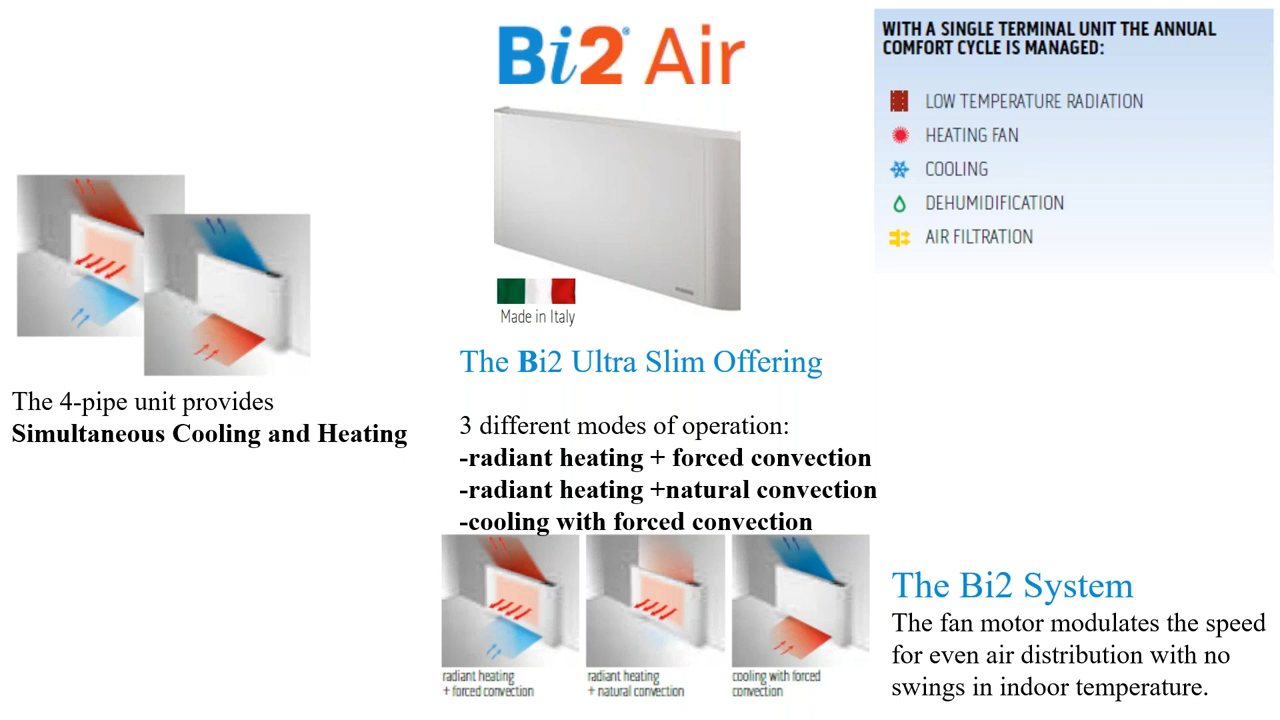 Bi2® Air
WITH A SINGLE TERMINAL UNIT THE ANNUAL
COMFORT CYCLE IS MANAGED:
LOW TEMPERATURE RADIATION
HEATING FAN
COOLING
DEHUMIDIFICATION
AIR FILTRATION
Made in Italy
The 4-pipe unit provides
Simultaneous Cooling and Heating
The Bi2 Ultra Slim Offering
3 different modes of operation:
-radiant heating + forced convection
-radiant heating +natural convection
-cooling with forced convection
radiant heating
+ forced convection
radiant heating
+ natural convection
cooling with forced
convection
The Bi2 System
The fan motor modulates the speed
for even air distribution with no
swings in indoor temperature.